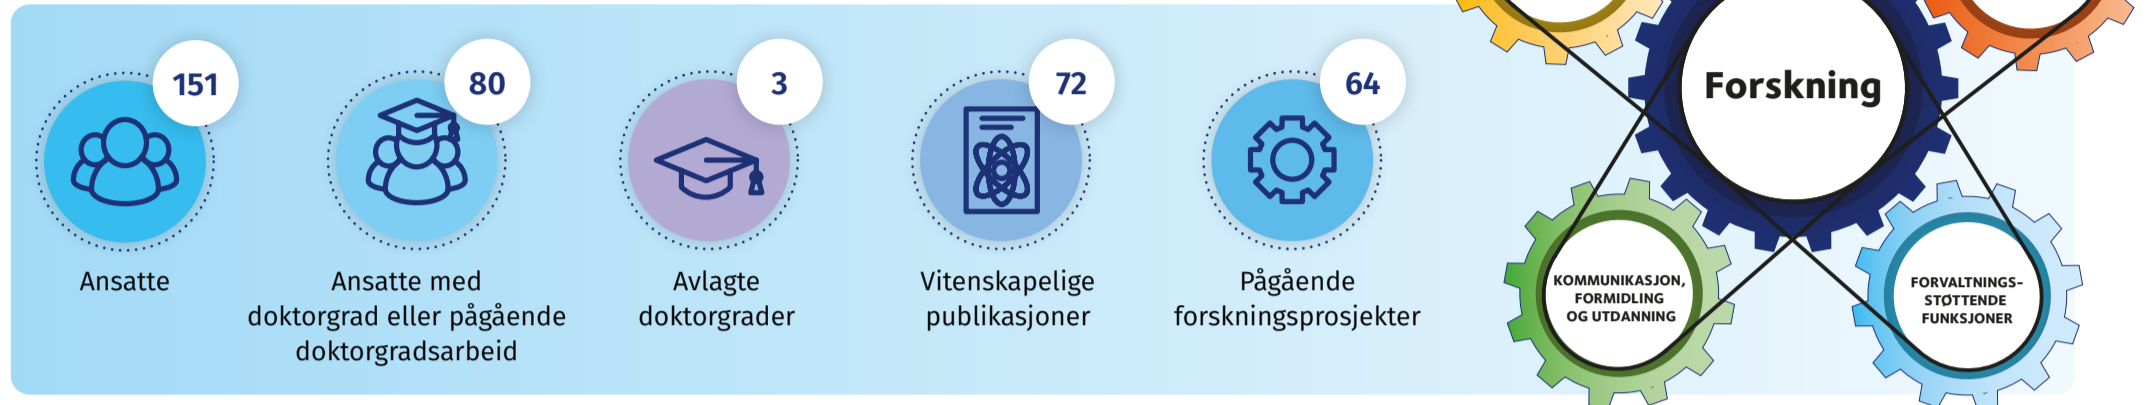 151
Ansatte
80
Ansatte med
doktorgrad eller pågående
doktorgradsarbeid
3
Avlagte
doktorgrader
72
Vitenskapelige
publikasjoner
64
Pågående
forskningsprosjekter
Forskning
KOMMUNIKASJON,
FORMIDLING
OG UTDANNING
FORVALTNINGS-
STØTTENDE
FUNKSJONER